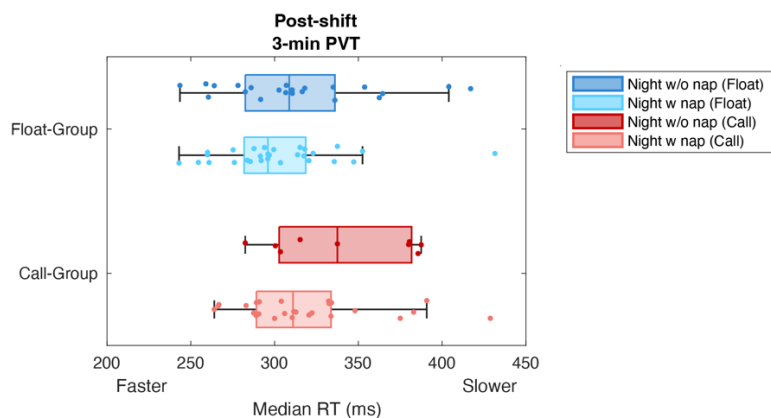 Post-shift
3-min PVT
Float-Group
Call-Group
200 250 300 350 400 450
Faster Slower
Median RT (ms)
Night w/o nap (Float)
Night w nap (Float)
Night w/o nap (Call)
Night w nap (Call)